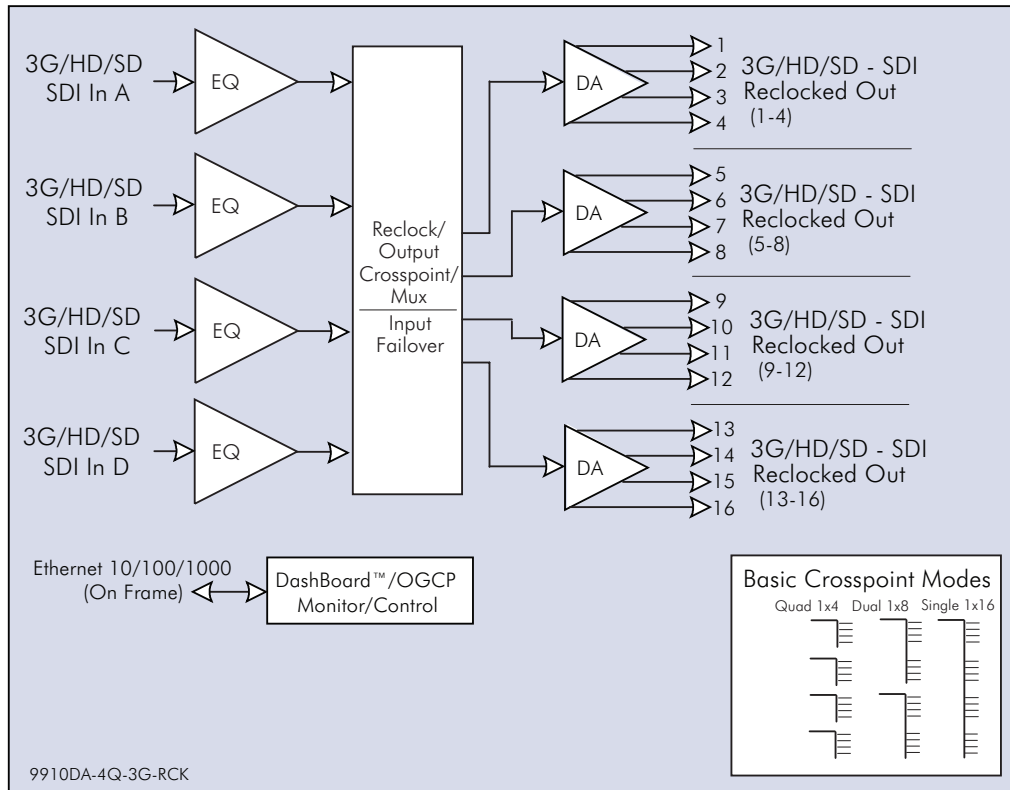 3G/HD/SD
SDI In A
EQ
3G/HD/SD
SDI In B
EQ
3G/HD/SD
SDI In C
EQ
3G/HD/SD
SDI In D
EQ
Reclock/
Output
Crosspoint/
Mux
Input
Failover
DA
1
2
3
4
3G/HD/SD - SDI
Reclocked Out
(1-4)
DA
5
6
7
8
3G/HD/SD - SDI
Reclocked Out
(5-8)
DA
9
10
11
12
3G/HD/SD - SDI
Reclocked Out
(9-12)
DA
13
14
15
16
3G/HD/SD - SDI
Reclocked Out
(13-16)
Ethernet 10/100/1000
(On Frame)
DashBoard™/OGCP
Monitor/Control
Basic Crosspoint Modes
Quad 1x4 Dual 1x8 Single 1x16
9910DA-4Q-3G-RCK